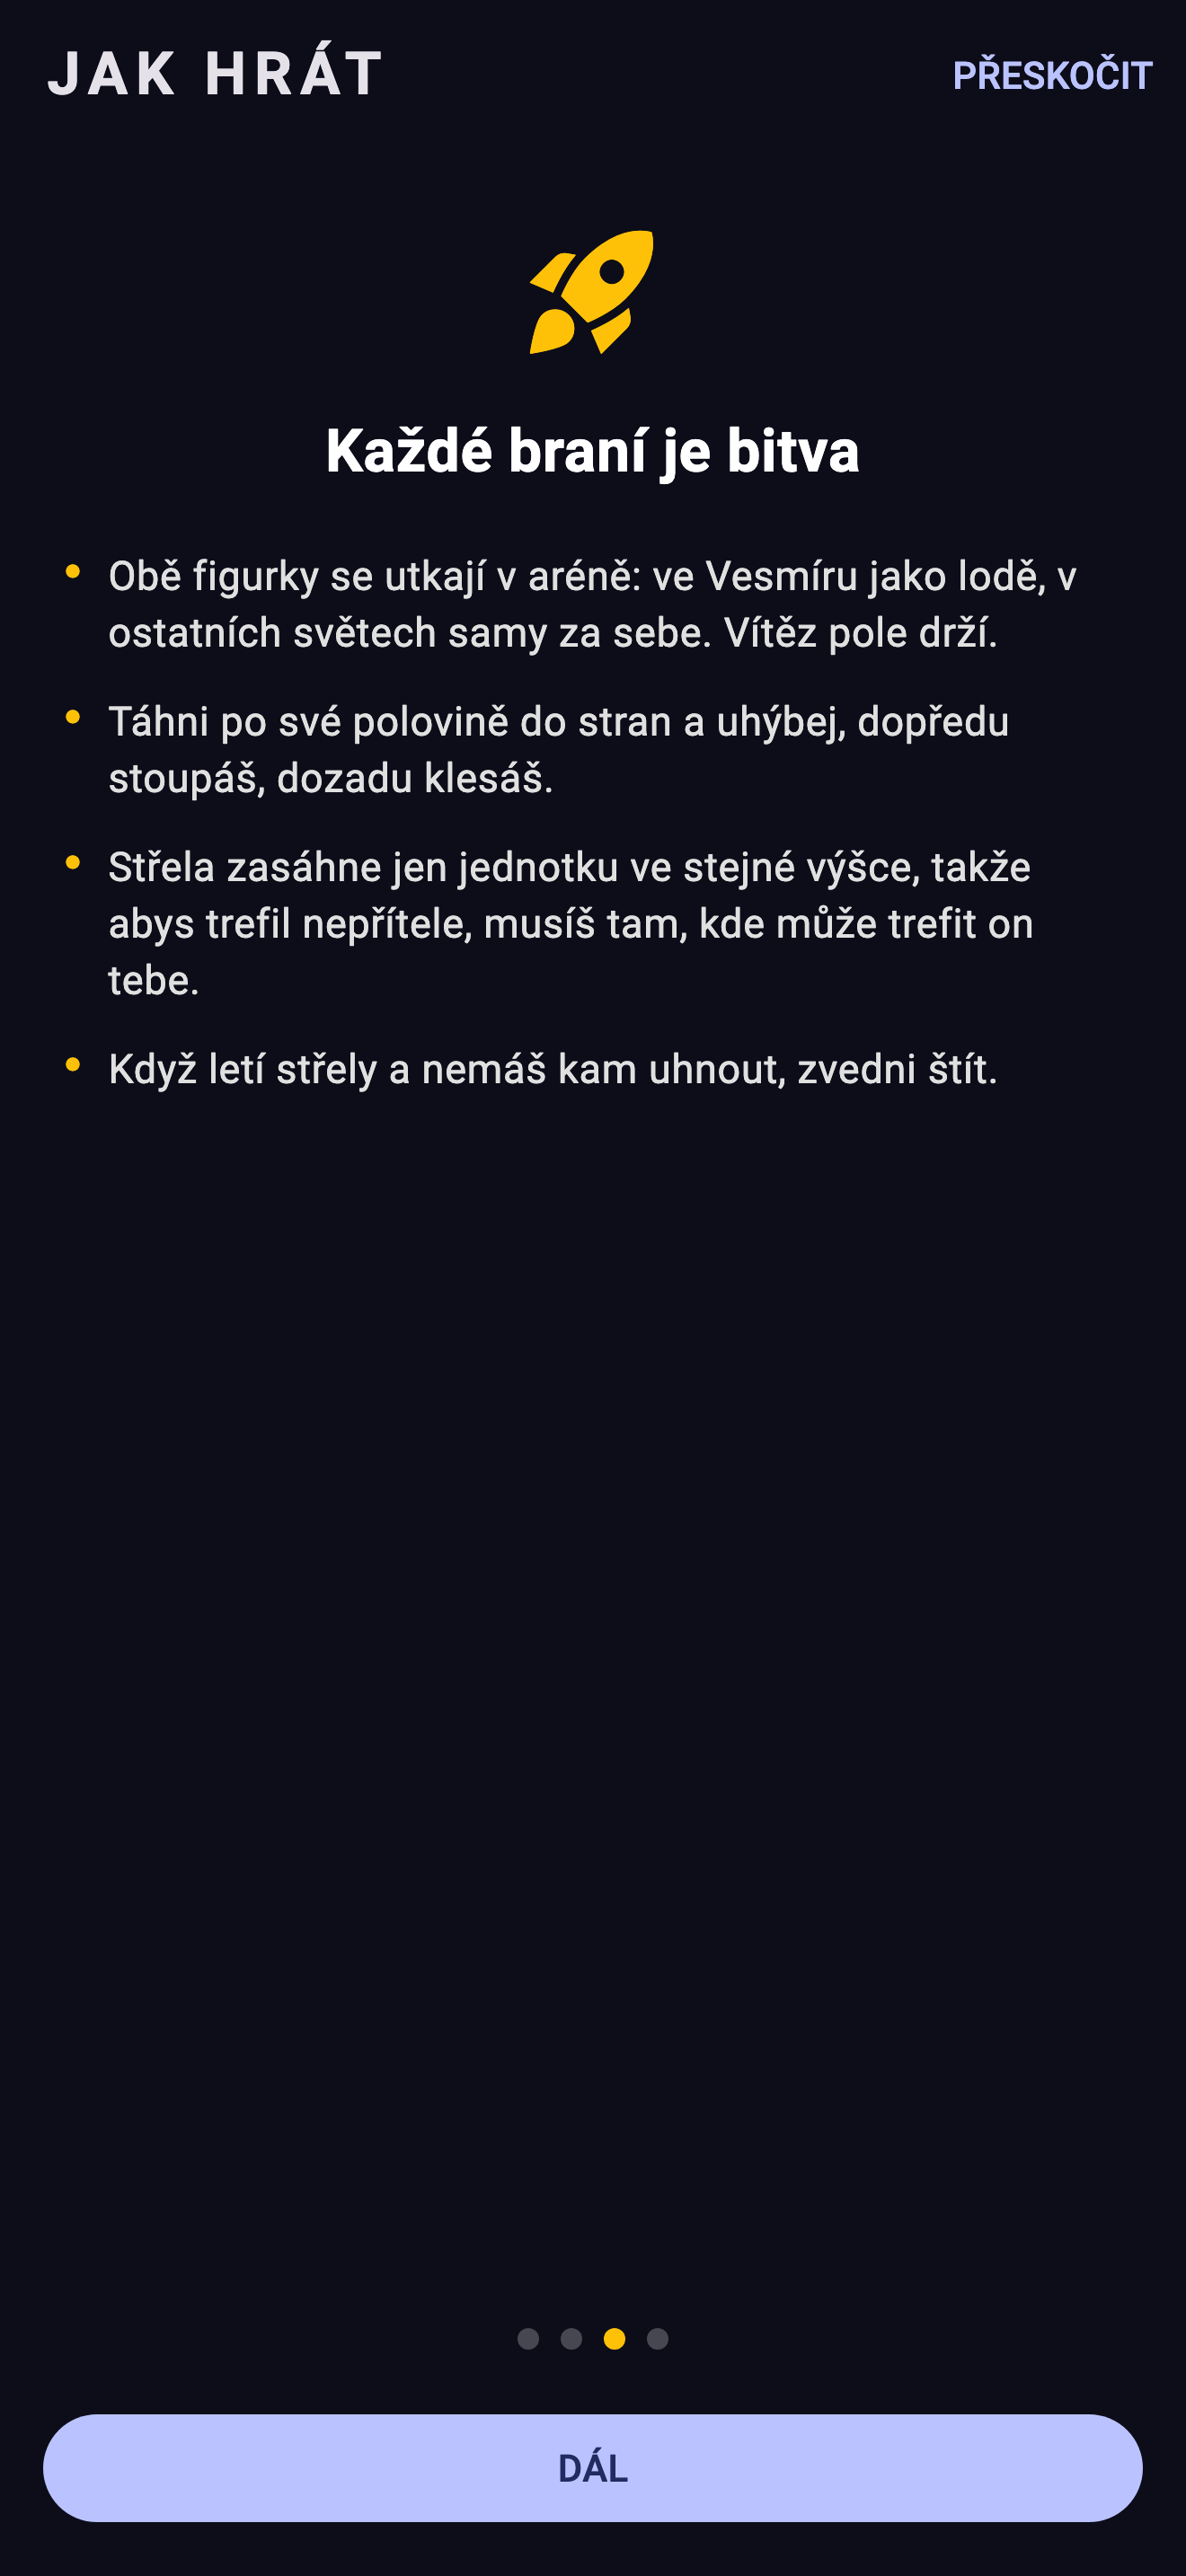 JAK HRÁT
PŘESKOČIT
Každé braní je bitva
Obě figurky se utkají v aréně: ve Vesmíru jako lodě, v
ostatních světech samy za sebe. Vítěz pole drží.
Táhni po své polovině do stran a uhýbej, dopředu
stoupáš, dozadu klesáš.
Střela zasáhne jen jednotku ve stejné výšce, takže
abys trefil nepřítele, musíš tam, kde může trefit on
tebe.
Když letí střely a nemáš kam uhnout, zvedni štít.
DÁL